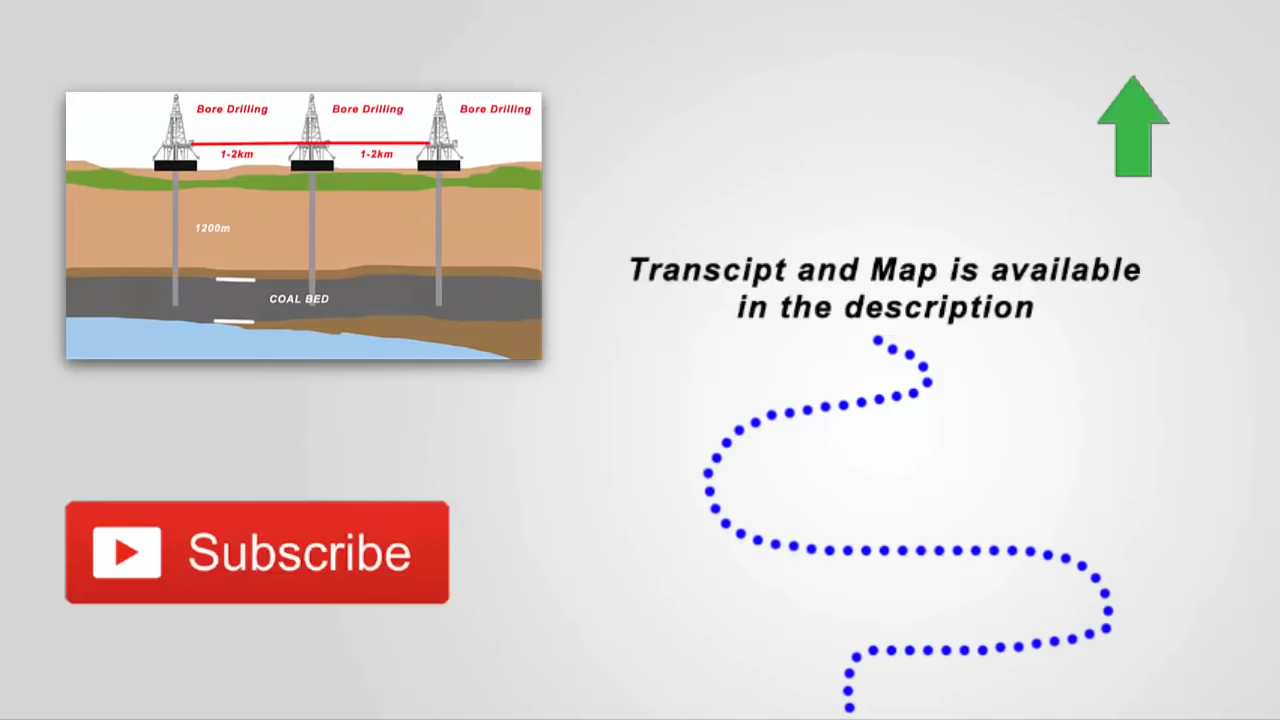 Bore Drilling Bore Drilling Bore Drilling
1-2km 1-2km
1200m
COAL BED
Transcipt and Map is available
in the description
Subscribe